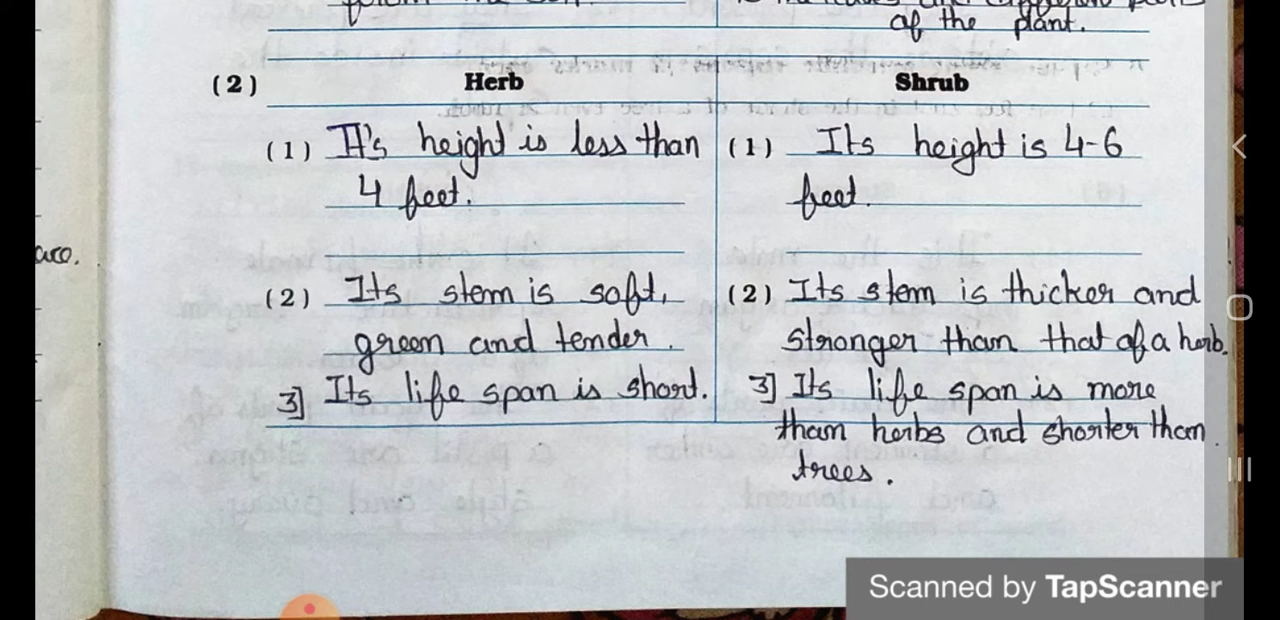 of the plant.
(2) Herb Shrub
(1) It's height is less than
4 feet.
(1) Its height is 4-6
feet.
(2) Its stem is soft,
green and tender.
(2) Its stem is thicker and
stronger than that of a herb.
3] Its life span is short.
3] Its life span is more
than herbs and shorter than
trees.
Scanned by TapScanner